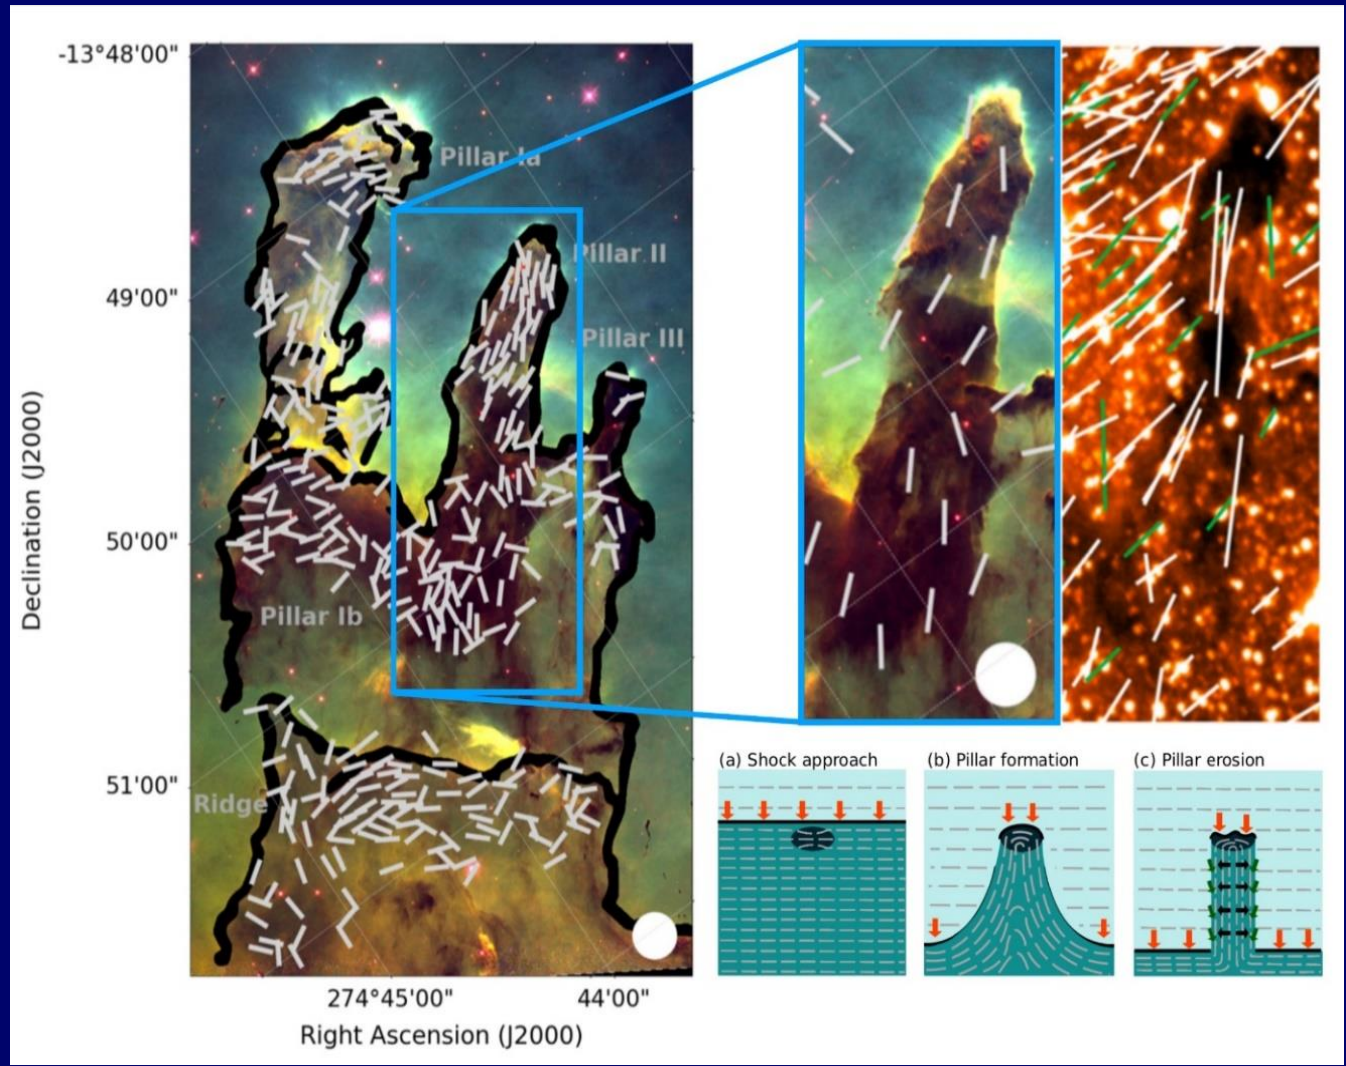 -13°48'00"
49'00"
50'00"
51'00"
Declination (J2000)
274°45'00"
44'00"
Right Ascension (J2000)
Pillar Ia
Pillar II
Pillar III
Pillar Ib
Ridge
(a) Shock approach
(b) Pillar formation
(c) Pillar erosion